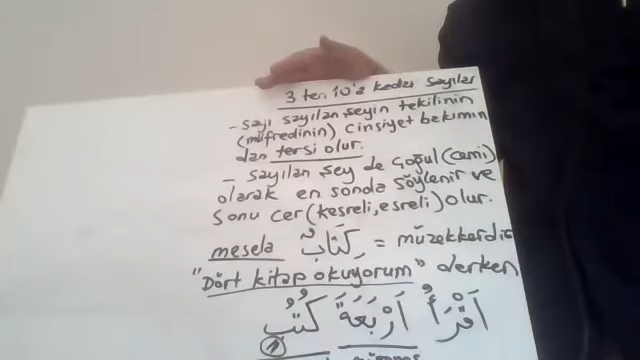 3 ten 10'a kadar sayılar
- sayı sayılan şeyin tekilinin
(müfredinin) cinsiyet bakımın
dan tersi olur.
- sayılan şey de çoğul (cemi)
olarak en sonda söylenir ve
sonu cer (kesreli, esreli) olur.
mesela كِتَابٌ = müzekkerdir
"Dört kitap okuyorum" derken
اَقْرَأُ اَرْبَعَةَ كُتُبٍ